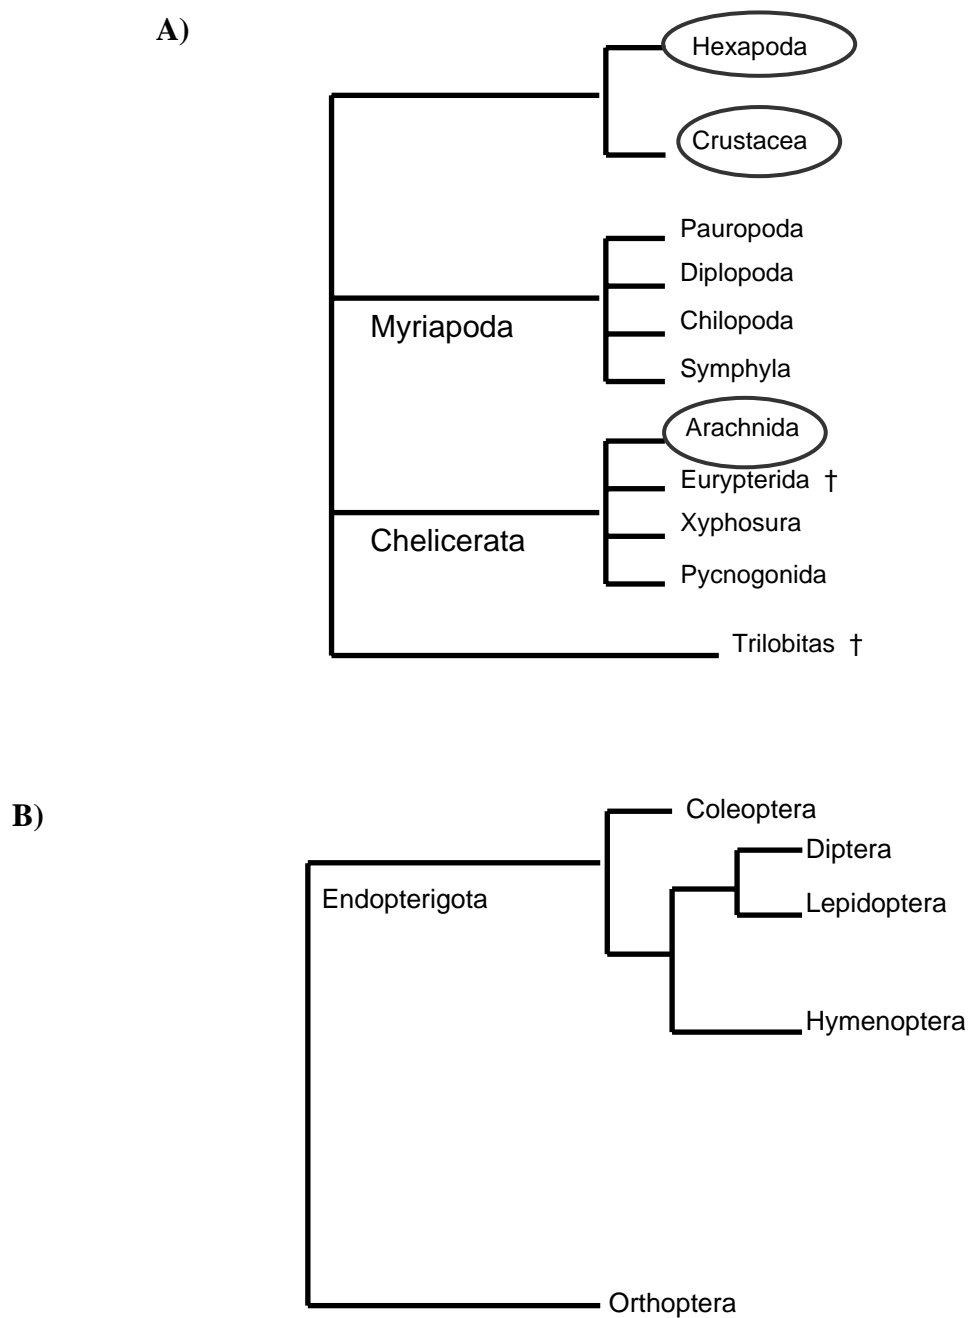 A)
Hexapoda
Crustacea
Pauropoda
Diplopoda
Myriapoda
Chilopoda
Symphyla
Arachnida
Eurypterida †
Xyphosura
Chelicerata
Pycnogonida
Trilobitas †
B)
Coleoptera
Diptera
Endopterigota
Lepidoptera
Hymenoptera
Orthoptera